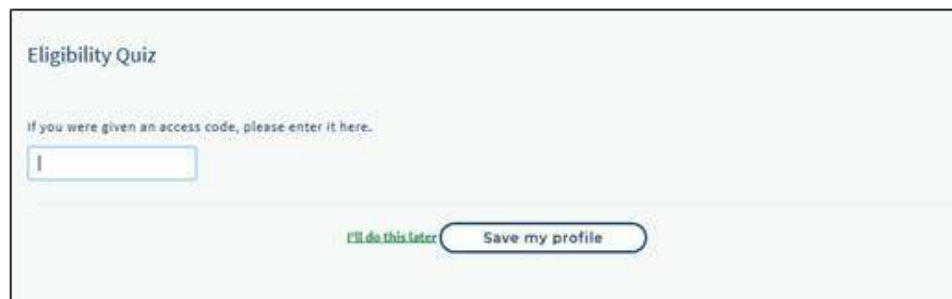 Eligibility Quiz
If you were given an access code, please enter it here.
I'll do this later Save my profile